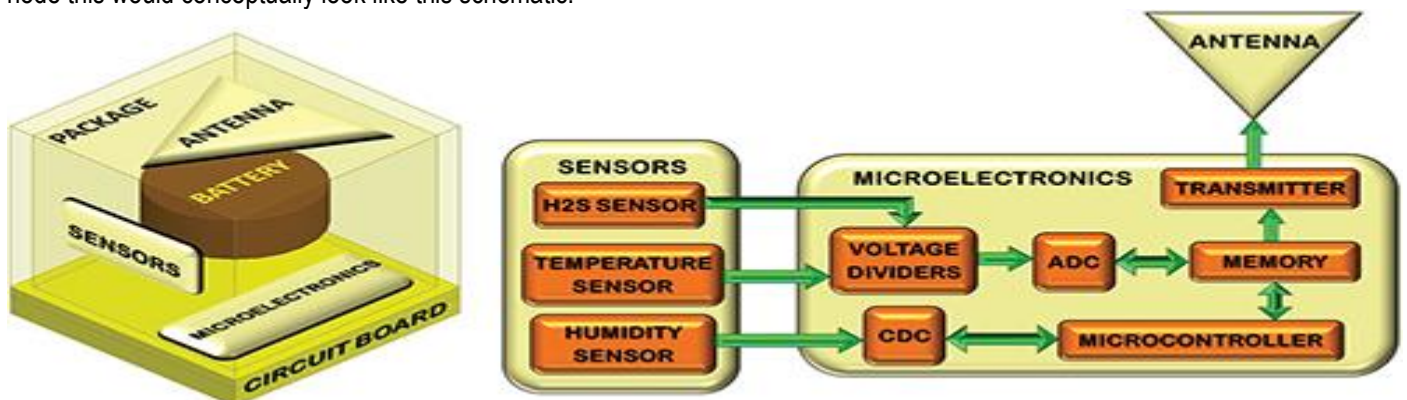 node this would conceptually look like this schematic.
PACKAGE
ANTENNA
BATTERY
SENSORS
MICROELECTRONICS
CIRCUIT BOARD
ANTENNA
SENSORS
H2S SENSOR
TEMPERATURE
SENSOR
HUMIDITY
SENSOR
MICROELECTRONICS
TRANSMITTER
VOLTAGE
DIVIDERS
ADC
MEMORY
CDC
MICROCONTROLLER